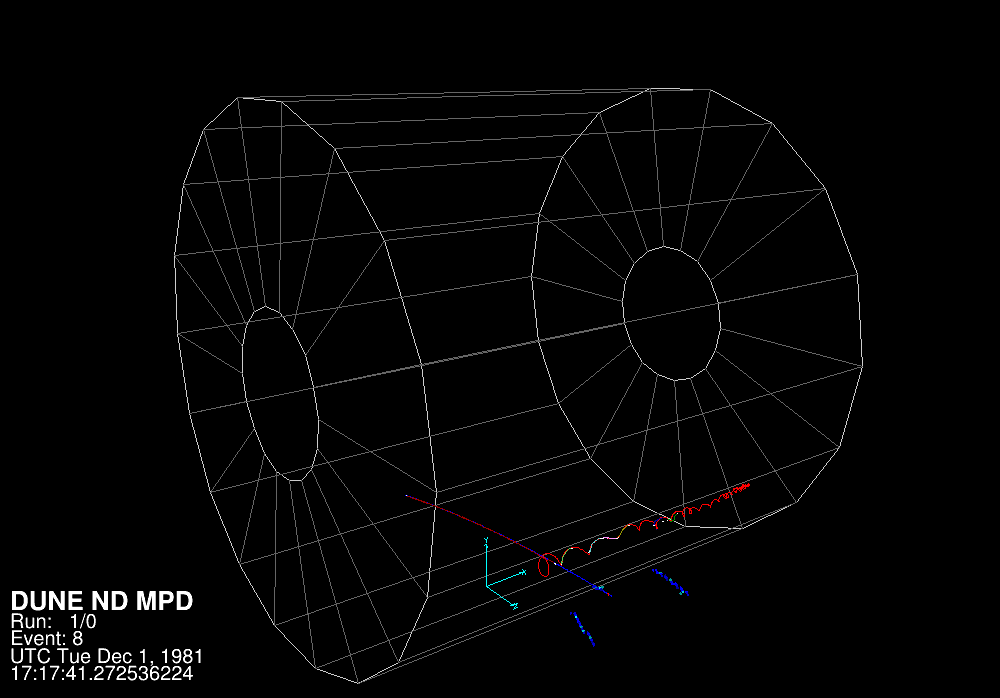 DUNE ND MPD
Run:   1/0
Event: 8
UTC Tue Dec 1, 1981
17:17:41.272536224